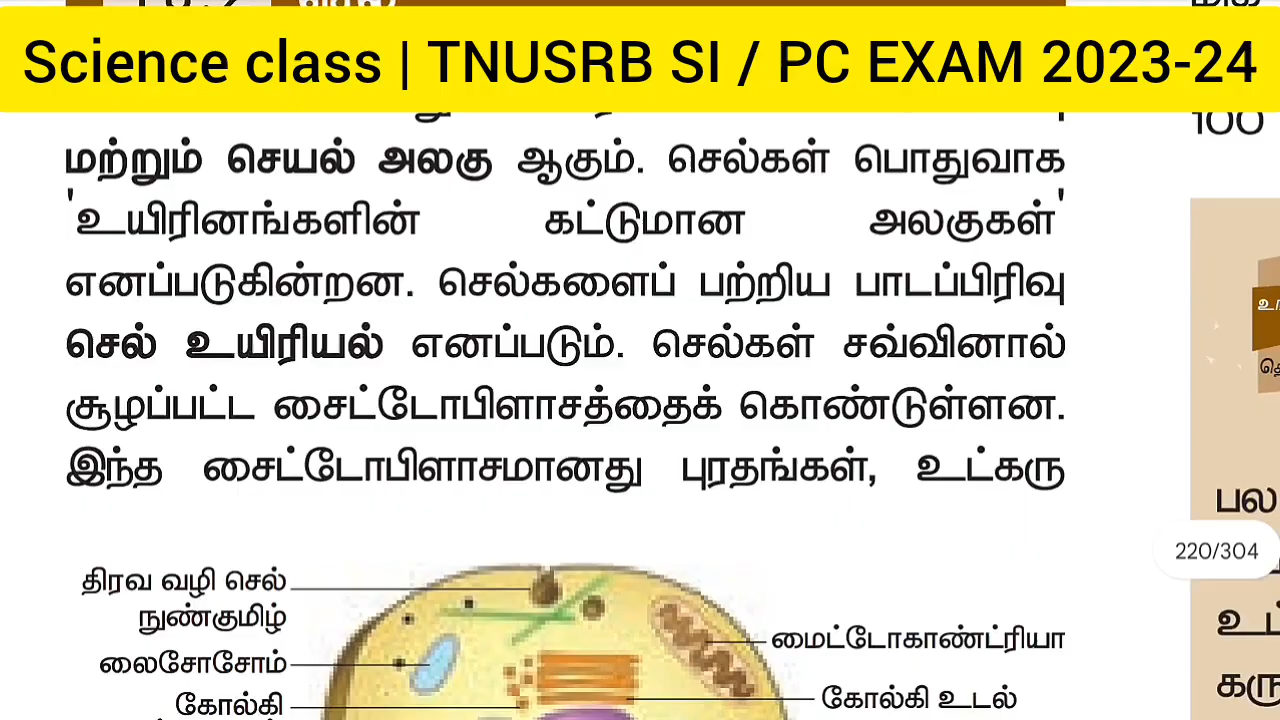 Science class | TNUSRB SI / PC EXAM 2023-24
மற்றும் செயல் அலகு ஆகும். செல்கள் பொதுவாக
'உயிரினங்களின் கட்டுமான அலகுகள்'
எனப்படுகின்றன. செல்களைப் பற்றிய பாடப்பிரிவு
செல் உயிரியல் எனப்படும். செல்கள் சவ்வினால்
சூழப்பட்ட சைட்டோபிளாசத்தைக் கொண்டுள்ளன.
இந்த சைட்டோபிளாசமானது புரதங்கள், உட்கரு
திரவ வழி செல்
நுண்குமிழ்
லைசோசோம்
கோல்கி
மைட்டோகாண்ட்ரியா
கோல்கி உடல்
100
பல
220/304